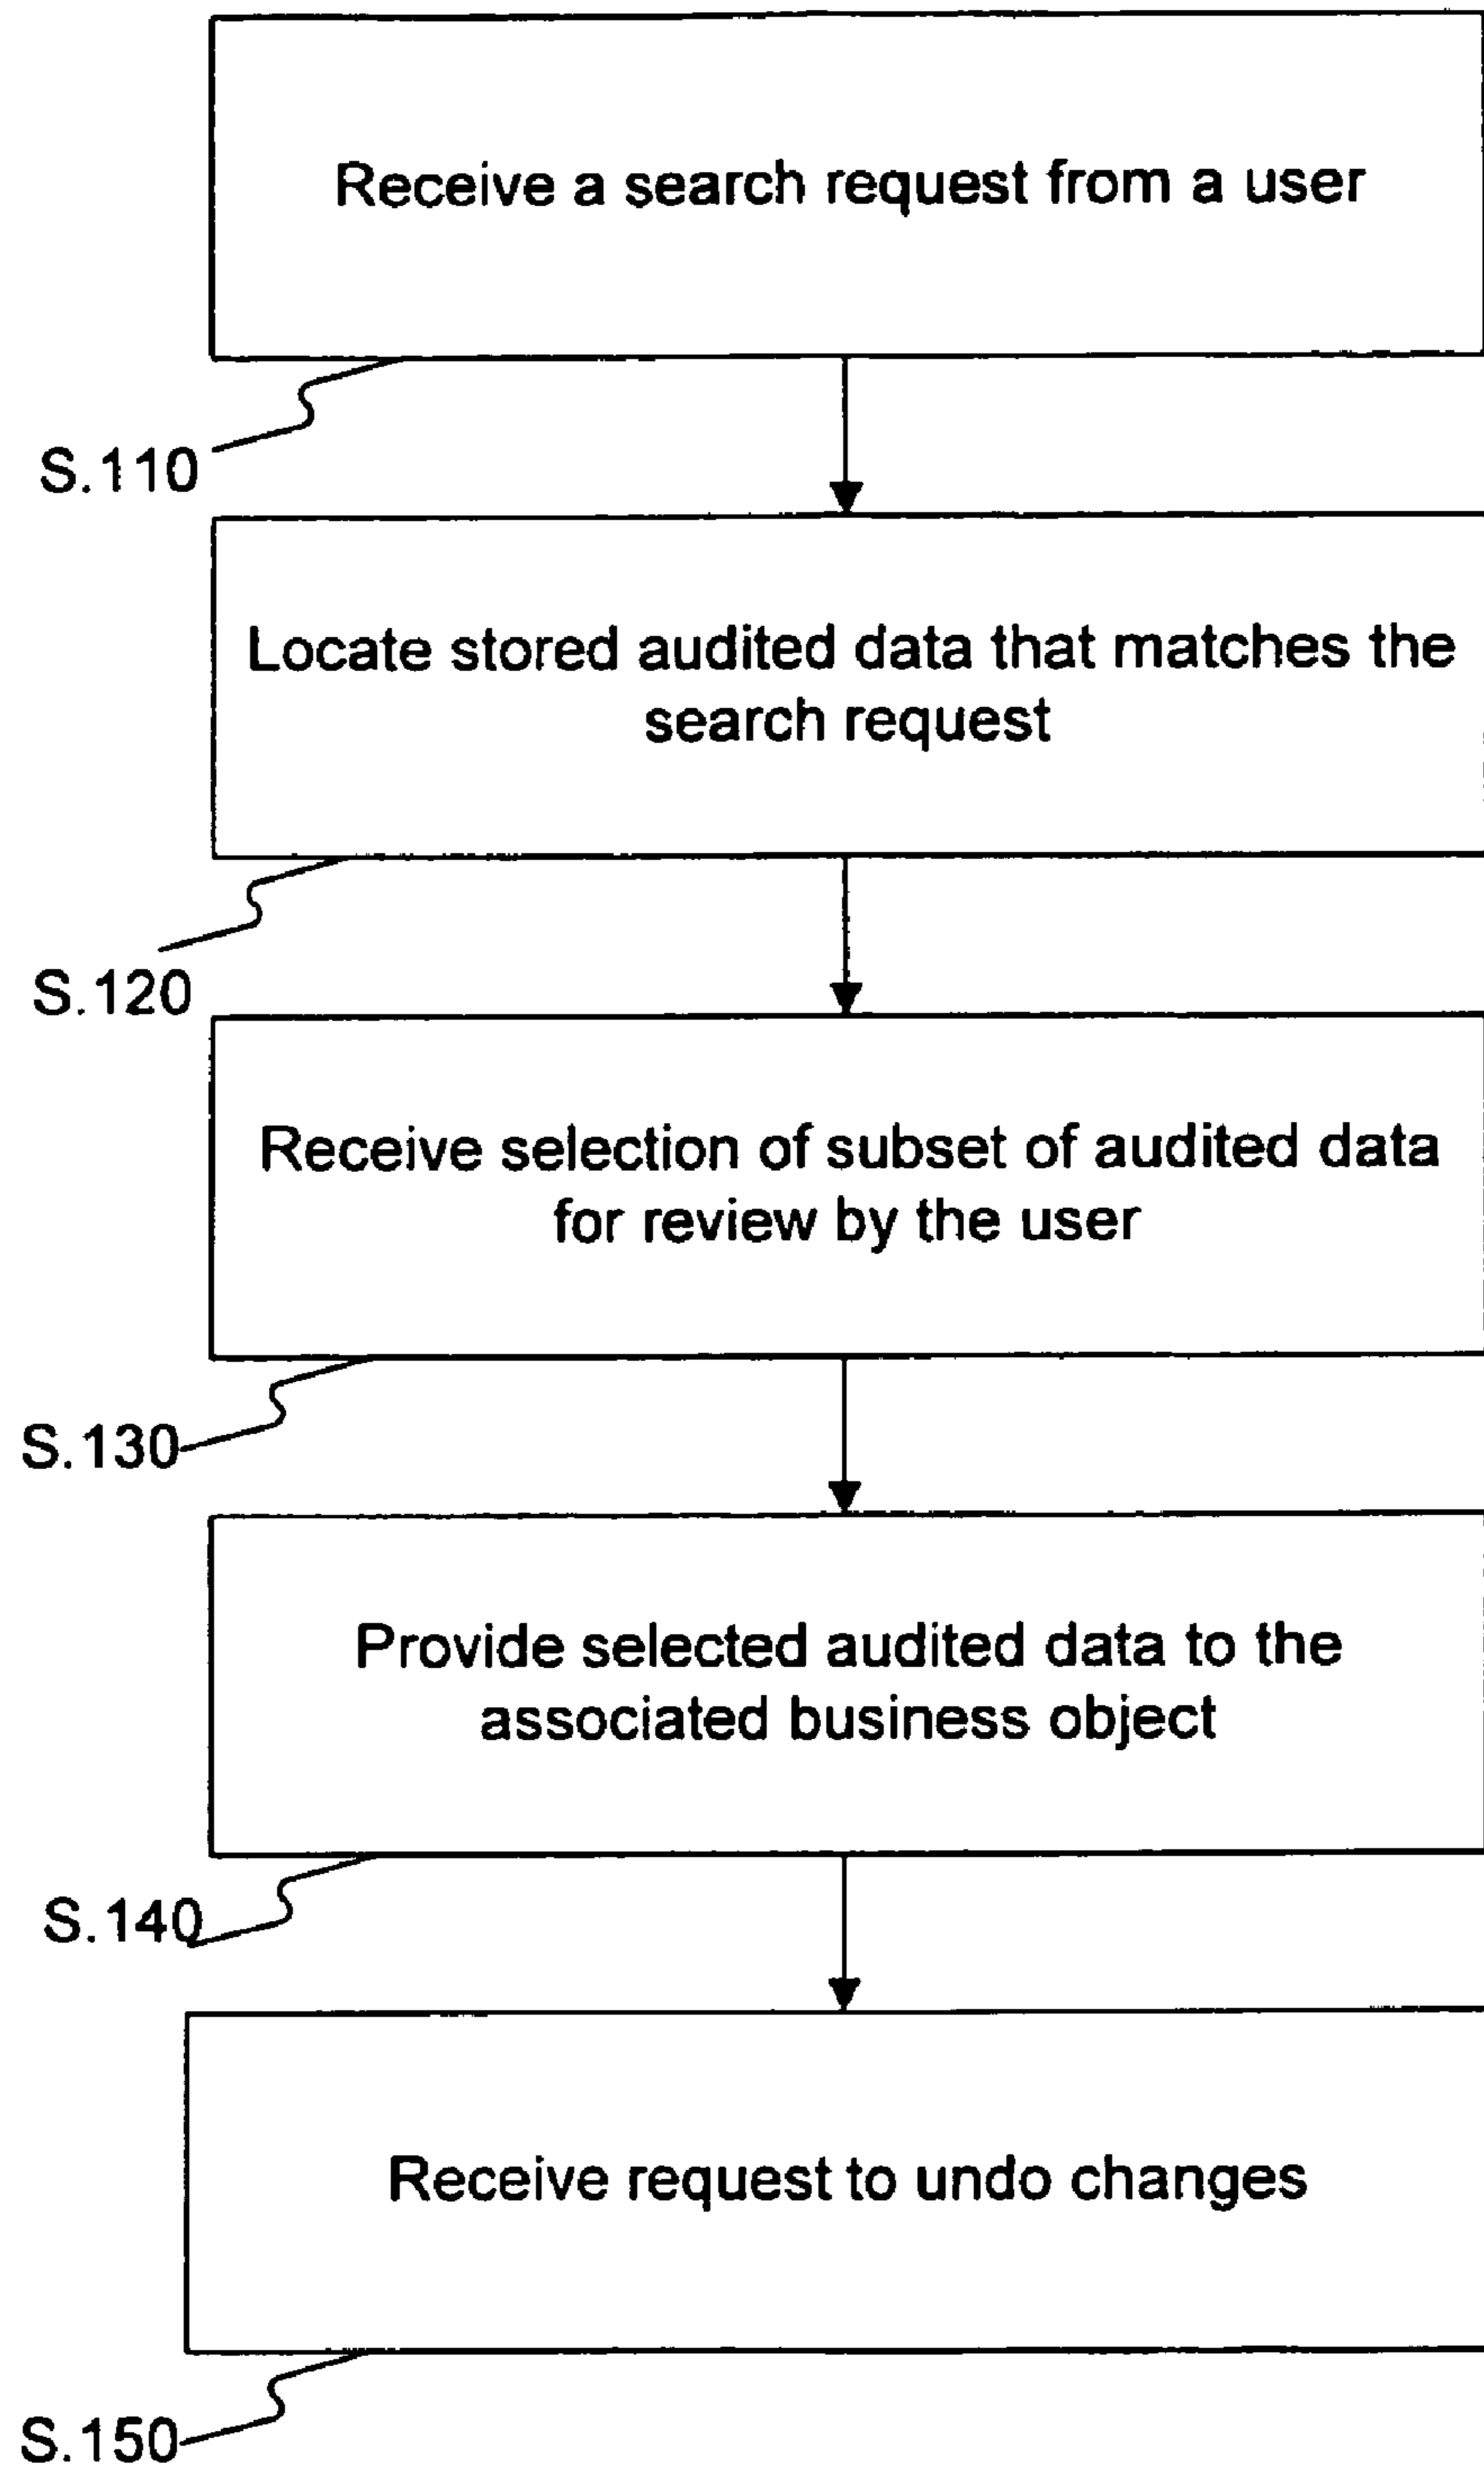 Receive a search request from a user
S.110
Locate stored audited data that matches the
search request
S.120
Receive selection of subset of audited data
for review by the user
S.130
Provide selected audited data to the
associated business object
S.140
Receive request to undo changes
S.150